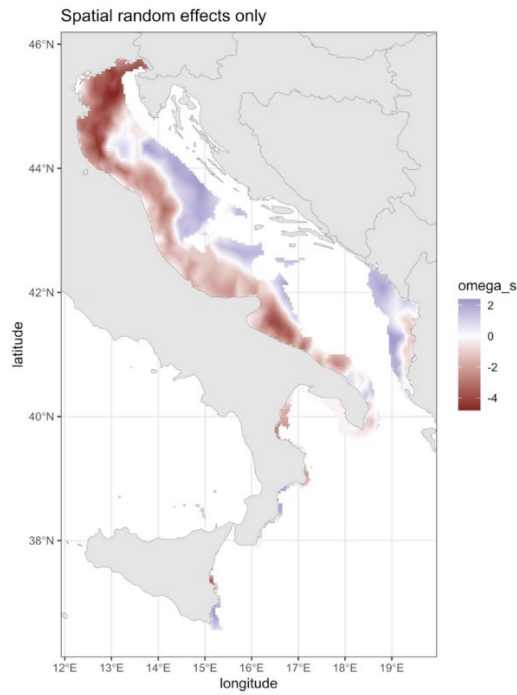 Spatial random effects only
46°N
44°N
42°N
40°N
38°N
latitude
12°E
13°E
14°E
15°E
16°E
17°E
18°E
19°E
longitude
omega_s
2
0
-2
-4